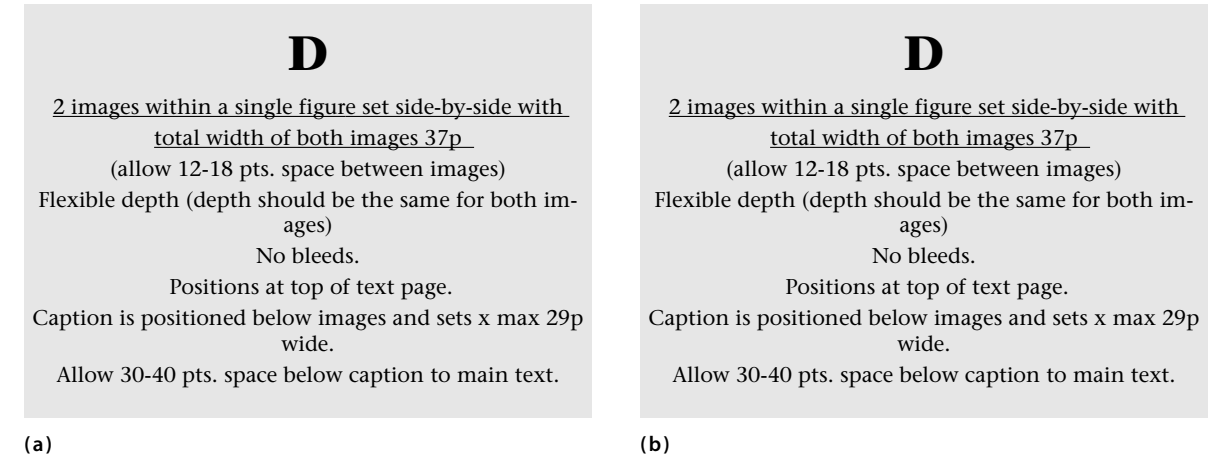 D
2 images within a single figure set side-by-side with
total width of both images 37p
(allow 12-18 pts. space between images)
Flexible depth (depth should be the same for both im-
ages)
No bleeds.
Positions at top of text page.
Caption is positioned below images and sets x max 29p
wide.
Allow 30-40 pts. space below caption to main text.
(a)
D
2 images within a single figure set side-by-side with
total width of both images 37p
(allow 12-18 pts. space between images)
Flexible depth (depth should be the same for both im-
ages)
No bleeds.
Positions at top of text page.
Caption is positioned below images and sets x max 29p
wide.
Allow 30-40 pts. space below caption to main text.
(b)